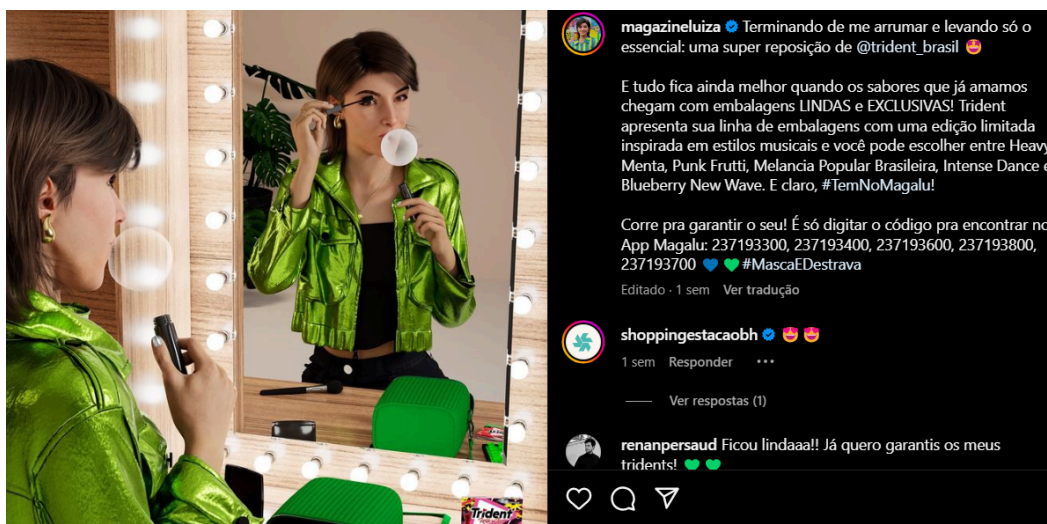 magazineluiza Terminando de me arrumar e levando só o
essencial: uma super reposição de @trident_brasil 🤩
E tudo fica ainda melhor quando os sabores que já amamos
chegam com embalagens LINDAS e EXCLUSIVAS! Trident
apresenta sua linha de embalagens com uma edição limitada
inspirada em estilos musicais e você pode escolher entre Heavy
Menta, Punk Frutti, Melancia Popular Brasileira, Intense Dance e
Blueberry New Wave. E claro, #TemNoMagalu!
Corre pra garantir o seu! É só digitar o código pra encontrar no
App Magalu: 237193300, 237193400, 237193600, 237193800,
237193700 💙 💚 #MascaEDestrava
Editado · 1 sem Ver tradução
shoppingestacaobh 😍 😍
1 sem Responder ···
Ver respostas (1)
renanpersaud Ficou lindaaa!! Já quero garantis os meus
tridents! 💚 💚
Trident